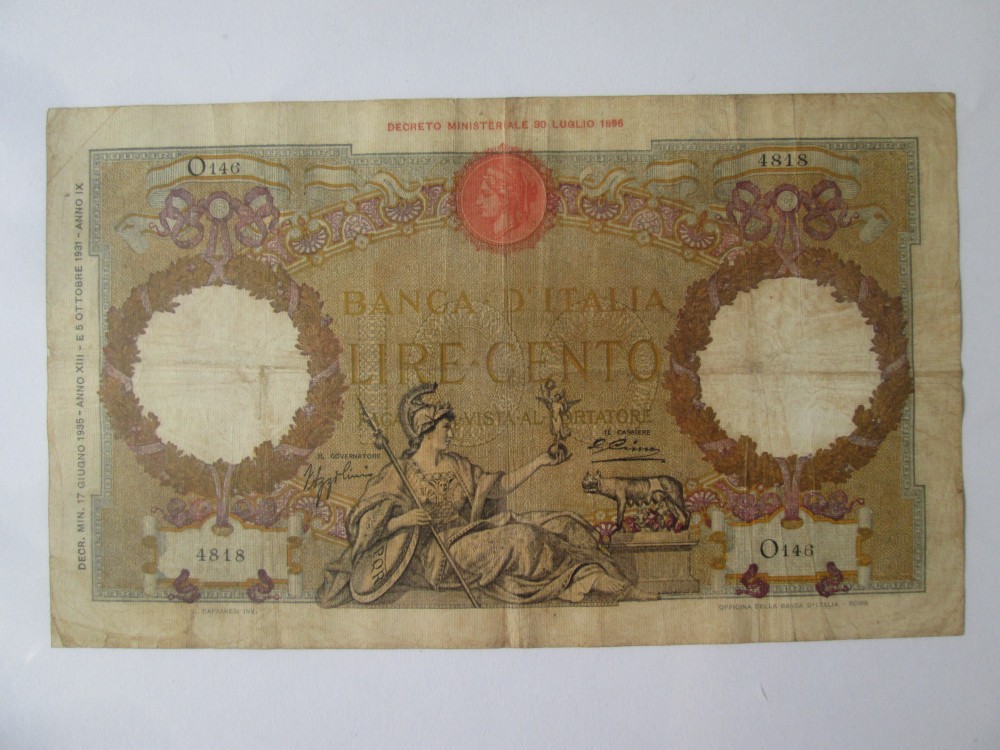 DECRETO MINISTERIALE 30 LUGLIO 1896
O146
4818
DECR. MIN. 17 GIUGNO 1935 - ANNO XIII - E 5 OTTOBRE 1931 - ANNO IX
BANCA D'ITALIA
LIRE·CENTO
VISTA·AL
IL GOVERNATORE
IL CASSIERE
4818
O146
OFFICINA DELLA BANCA D'ITALIA - ROMA